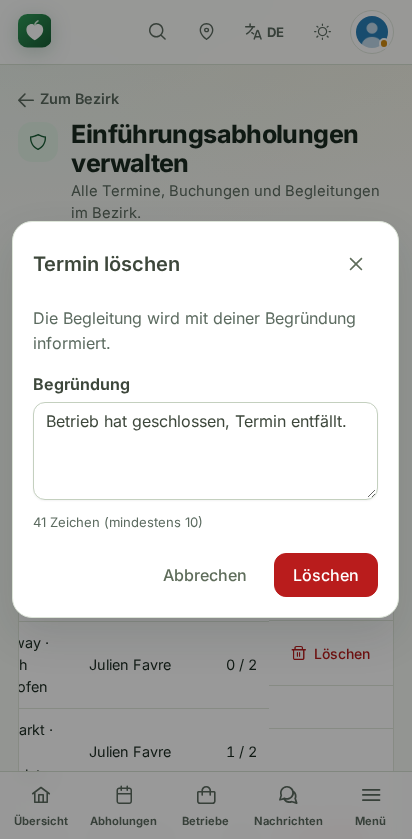 DE
Zum Bezirk
Einführungsabholungen
verwalten
Alle Termine, Buchungen und Begleitungen
im Bezirk.
Termin löschen
Die Begleitung wird mit deiner Begründung
informiert.
Begründung
Betrieb hat geschlossen, Termin entfällt.
41 Zeichen (mindestens 10)
Abbrechen Löschen
way ·
h Julien Favre 0 / 2 Löschen
ofen
arkt ·
Julien Favre 1 / 2
Übersicht Abholungen Betriebe Nachrichten Menü